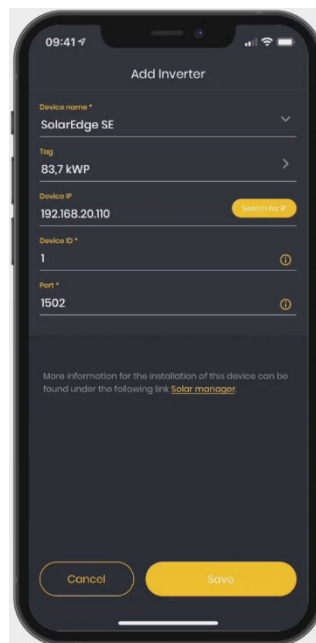 09:41
Add Inverter
Device name *
SolarEdge SE
Tag
83,7 kWP
Device IP
192.168.20.110
Search for IP
Device ID *
1
Port *
1502
More information for the installation of this device can be
found under the following link Solar manager.
Cancel
Save